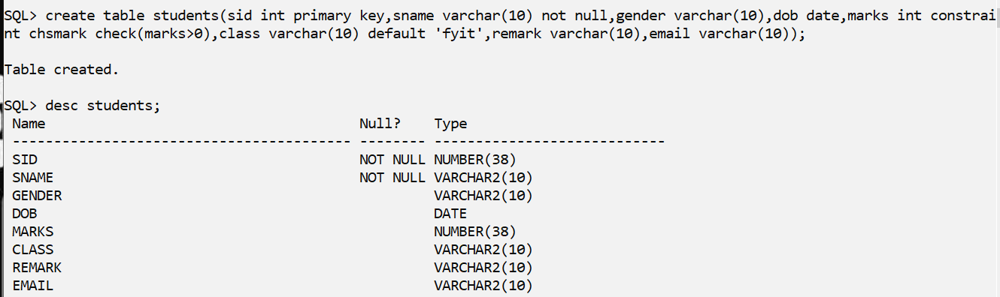 SQL> create table students(sid int primary key,sname varchar(10) not null,gender varchar(10),dob date,marks int constrai
nt chsmark check(marks>0),class varchar(10) default 'fyit',remark varchar(10),email varchar(10));
Table created.
SQL> desc students;
Name Null? Type
----------------------------------------- -------- ----------------------------
SID NOT NULL NUMBER(38)
SNAME NOT NULL VARCHAR2(10)
GENDER VARCHAR2(10)
DOB DATE
MARKS NUMBER(38)
CLASS VARCHAR2(10)
REMARK VARCHAR2(10)
EMAIL VARCHAR2(10)